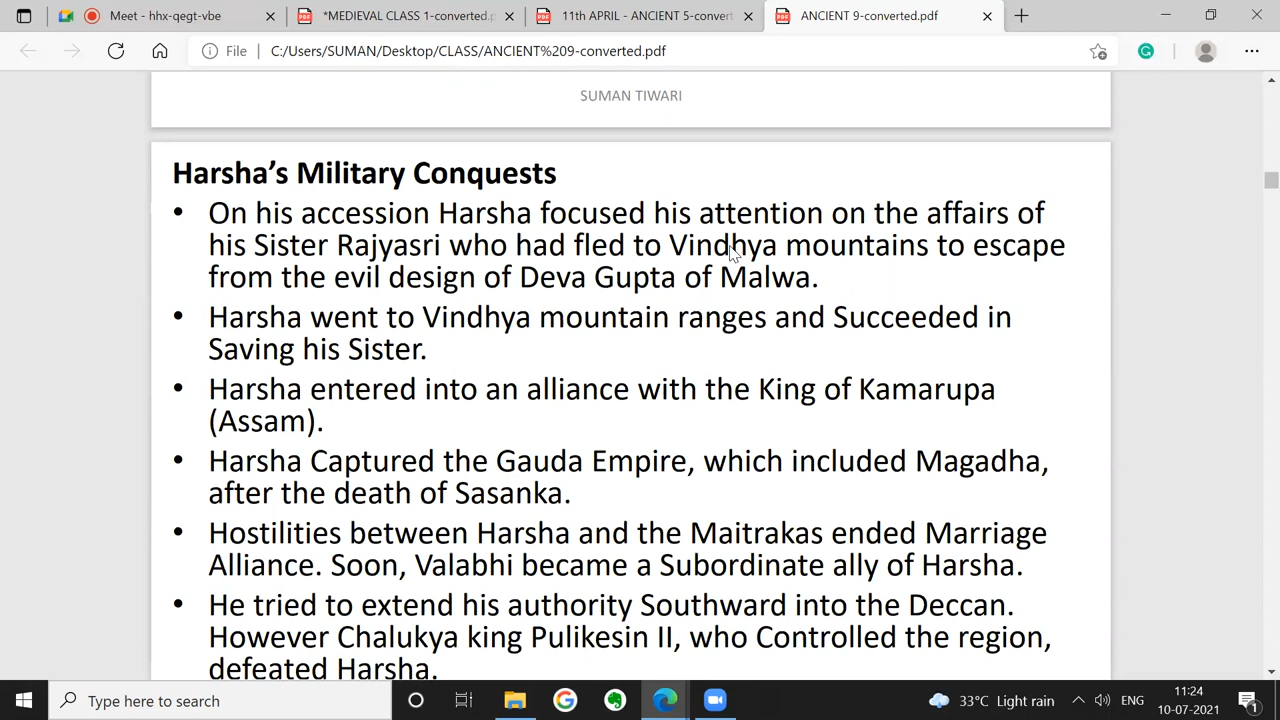 Meet - hhx-qegt-vbe
*MEDIEVAL CLASS 1-converted.p
11th APRIL - ANCIENT 5-convert
ANCIENT 9-converted.pdf
File
C:/Users/SUMAN/Desktop/CLASS/ANCIENT%209-converted.pdf
SUMAN TIWARI
Harsha’s Military Conquests
• On his accession Harsha focused his attention on the affairs of
his Sister Rajyasri who had fled to Vindhya mountains to escape
from the evil design of Deva Gupta of Malwa.
• Harsha went to Vindhya mountain ranges and Succeeded in
Saving his Sister.
• Harsha entered into an alliance with the King of Kamarupa
(Assam).
• Harsha Captured the Gauda Empire, which included Magadha,
after the death of Sasanka.
• Hostilities between Harsha and the Maitrakas ended Marriage
Alliance. Soon, Valabhi became a Subordinate ally of Harsha.
• He tried to extend his authority Southward into the Deccan.
However Chalukya king Pulikesin II, who Controlled the region,
defeated Harsha.
Type here to search
33°C Light rain
ENG
11:24
10-07-2021
1